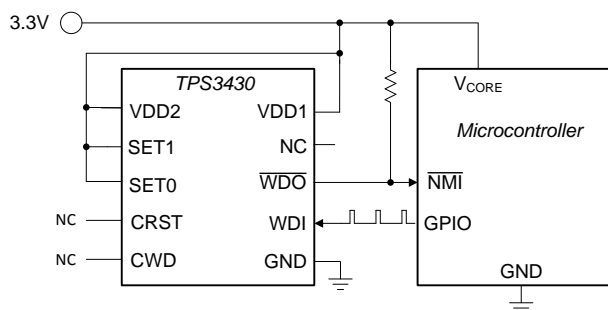 3.3V
TPS3430
VDD2 VDD1
SET1 NC
SET0 WDO
NC CRST WDI
NC CWD GND
VCORE
Microcontroller
NMI
GPIO
GND